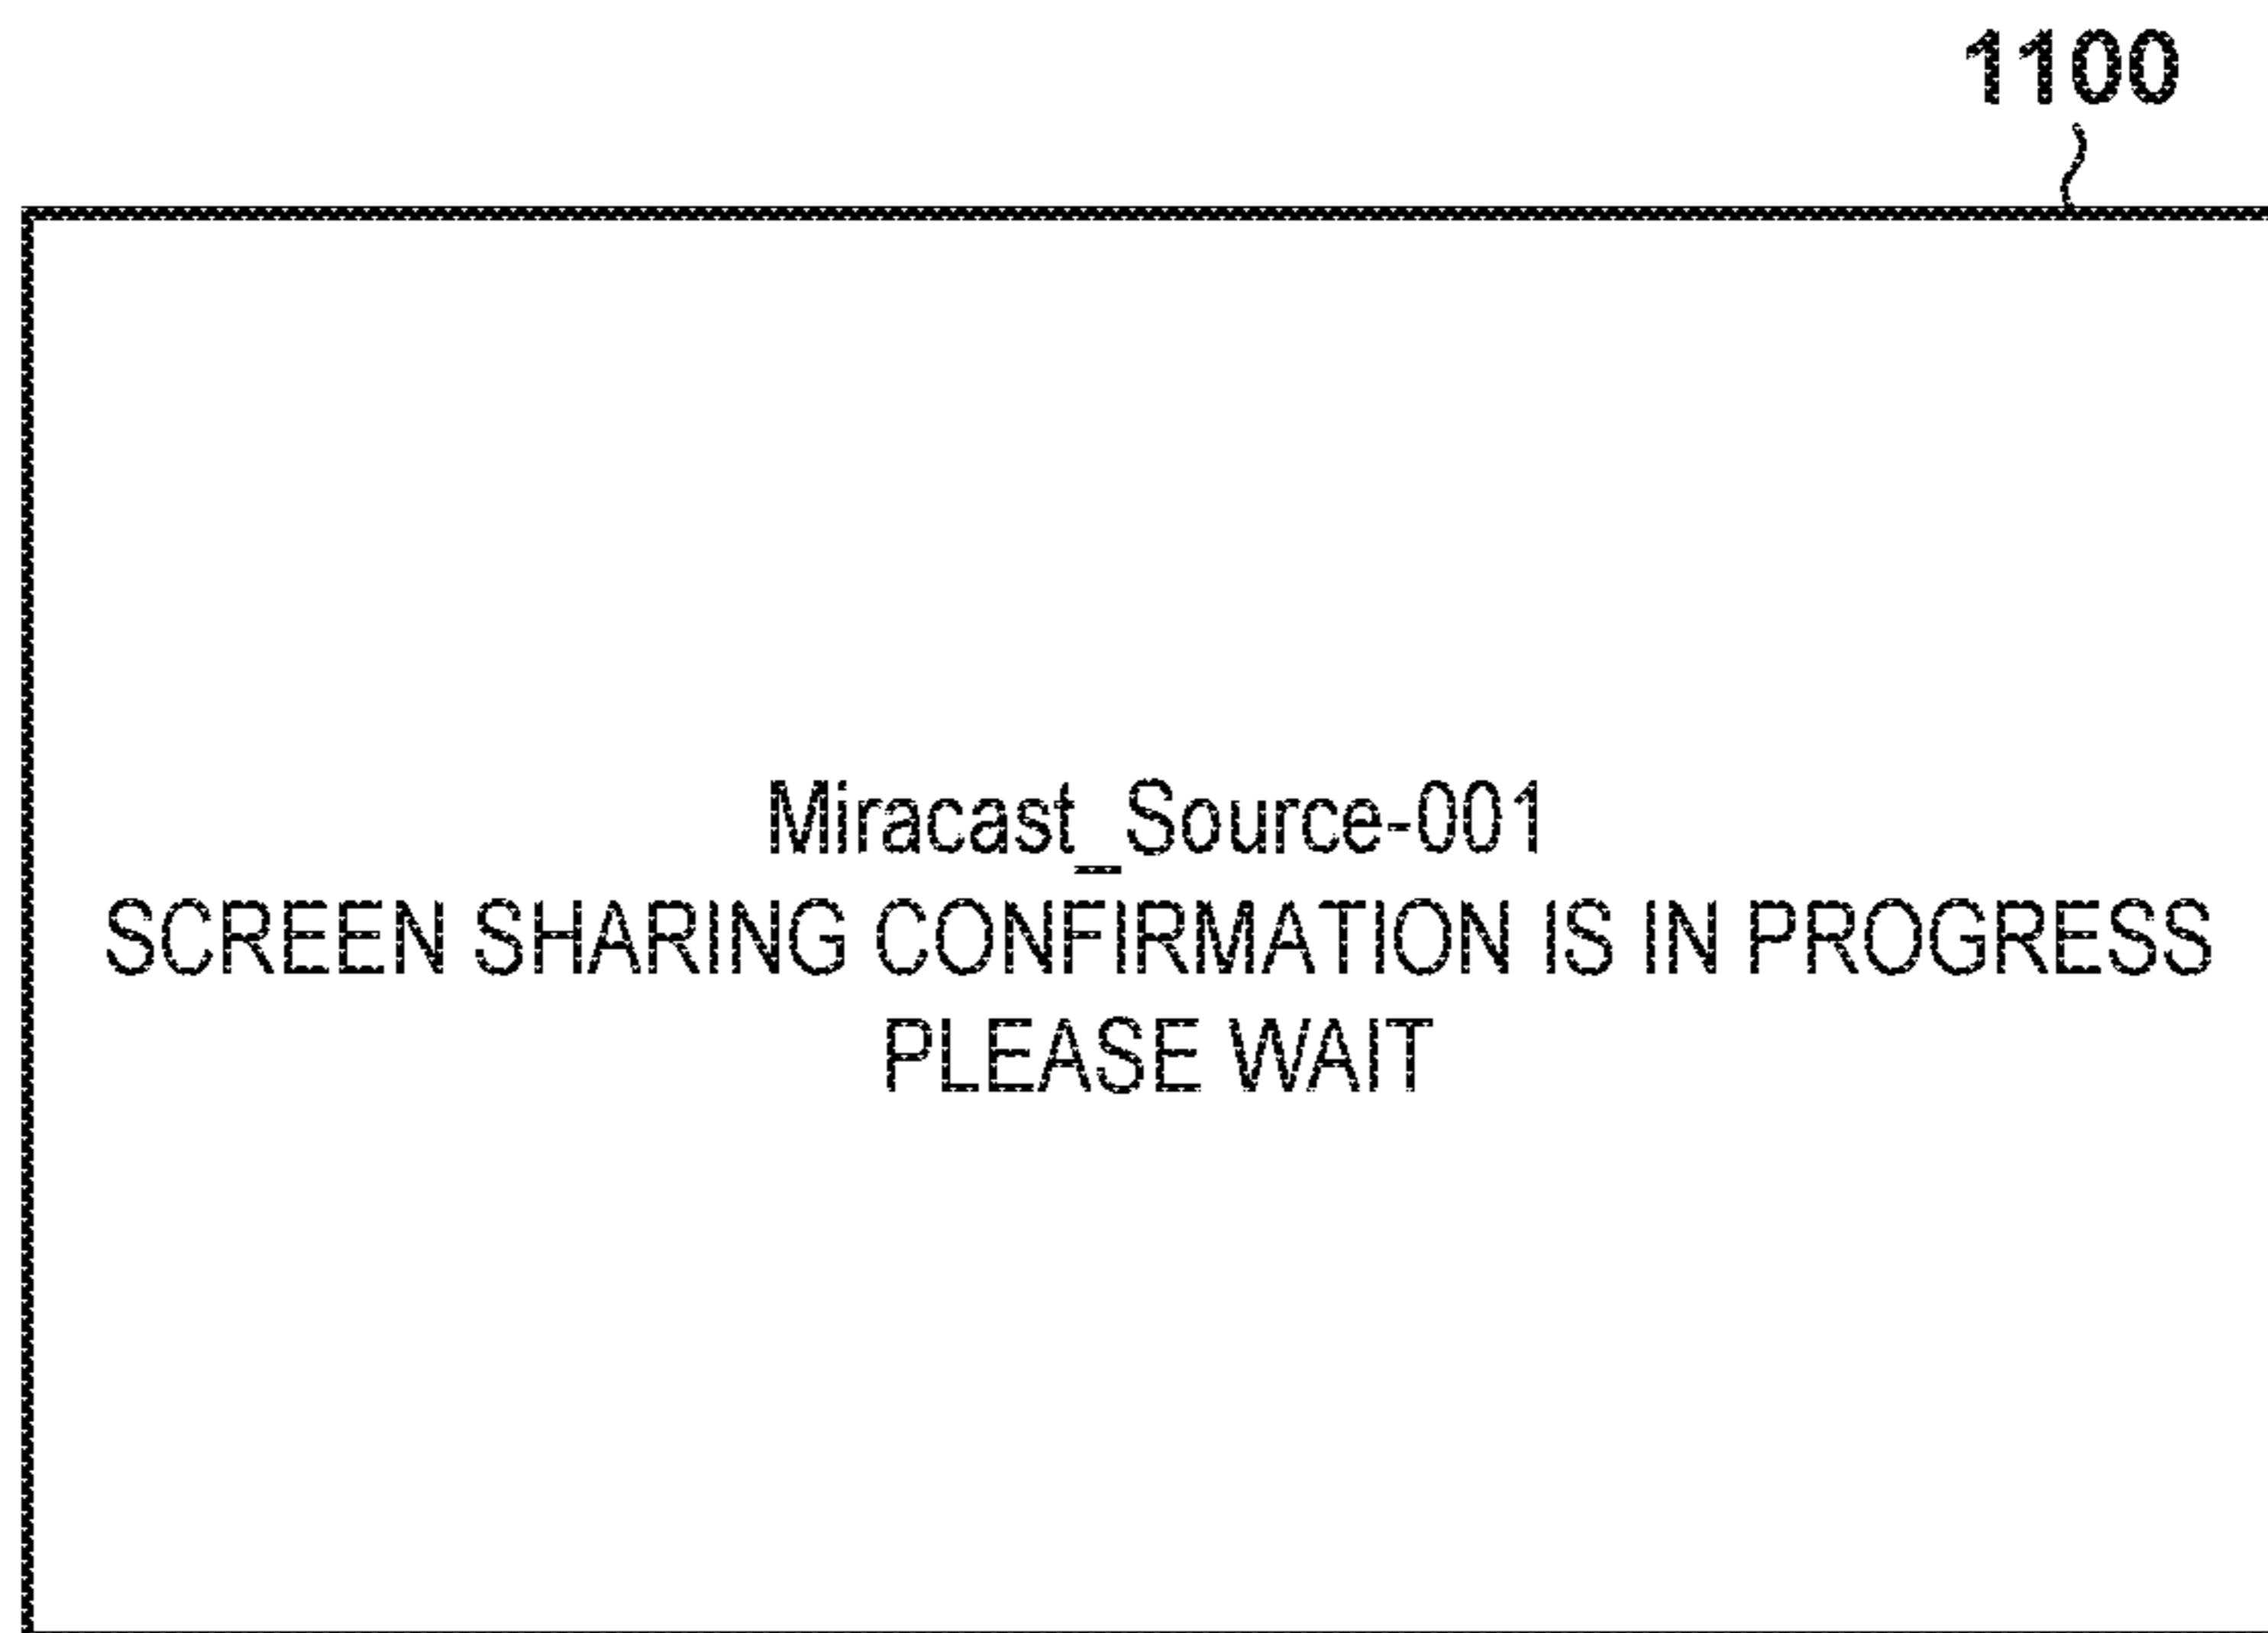 1100
Miracast_Source-001
SCREEN SHARING CONFIRMATION IS IN PROGRESS
PLEASE WAIT